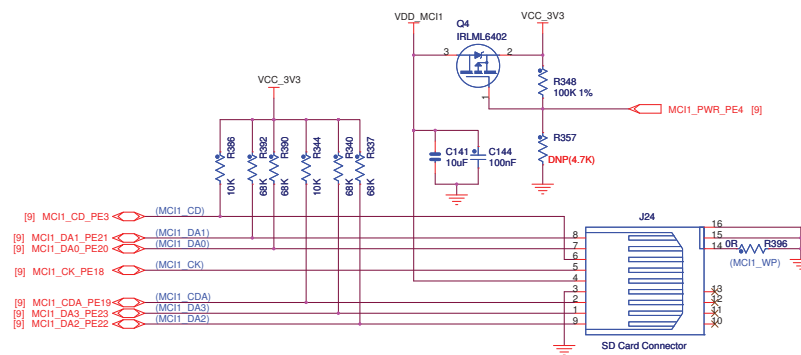 VDD_MCI1
Q4
IRLML6402
VCC_3V3
3
2
1
R348
100K 1%
MCI1_PWR_PE4 [9]
VCC_3V3
R386
10K
R392
68K
R390
68K
R344
10K
R340
68K
R337
68K
C141
10uF
C144
100nF
R357
DNP(4.7K)
[9] MCI1_CD_PE3
(MCI1_CD)
[9] MCI1_DA1_PE21
(MCI1_DA1)
[9] MCI1_DA0_PE20
(MCI1_DA0)
[9] MCI1_CK_PE18
(MCI1_CK)
[9] MCI1_CDA_PE19
(MCI1_CDA)
[9] MCI1_DA3_PE23
(MCI1_DA3)
[9] MCI1_DA2_PE22
(MCI1_DA2)
J24
8
7
6
5
4
3
2
1
9
16
15
14
0R
R396
(MCI1_WP)
13
12
11
10
SD Card Connector